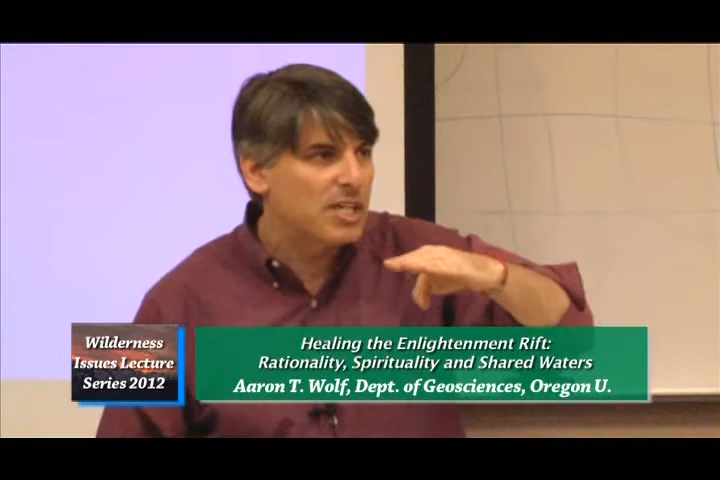 Wilderness
Issues Lecture
Series 2012
Healing the Enlightenment Rift:
Rationality, Spirituality and Shared Waters
Aaron T. Wolf, Dept. of Geosciences, Oregon U.